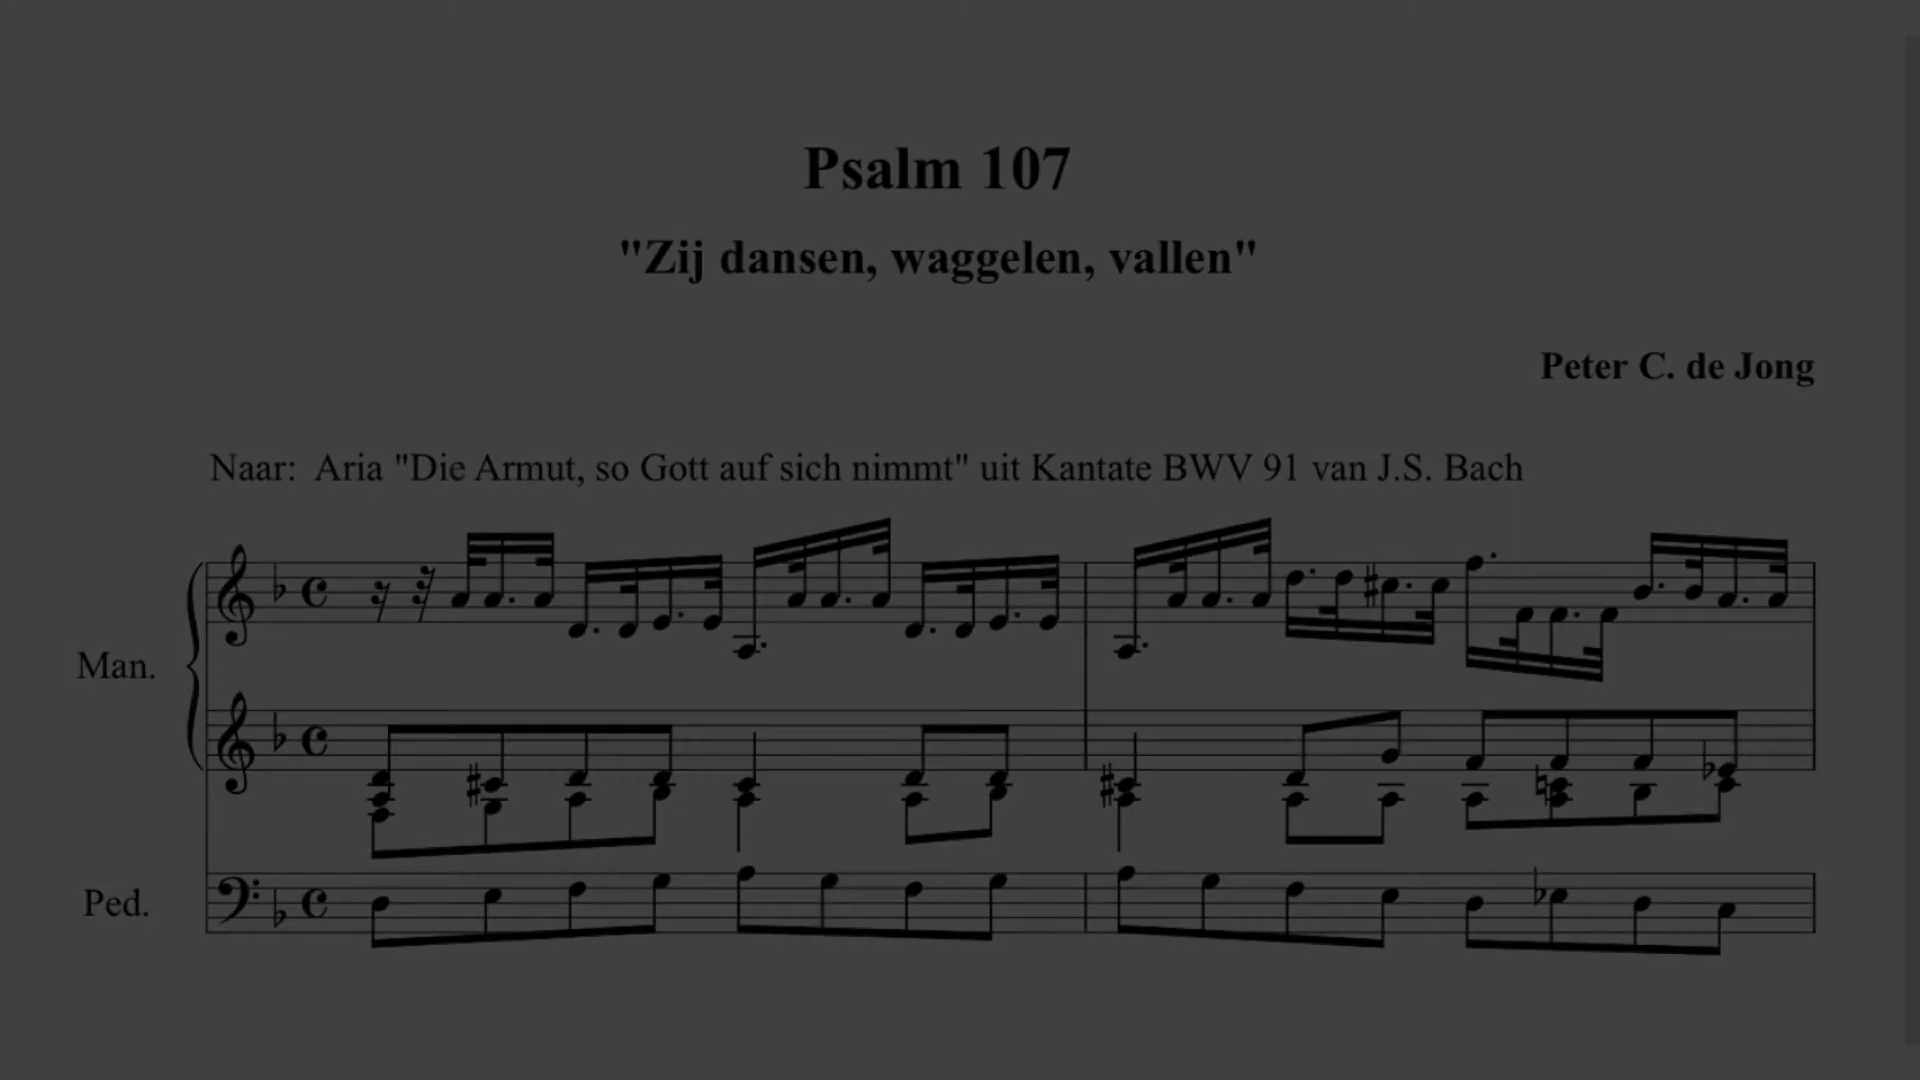 Psalm 107
"Zij dansen, waggelen, vallen"
Peter C. de Jong
Naar: Aria "Die Armut, so Gott auf sich nimmt" uit Kantate BWV 91 van J.S. Bach
Man.
Ped.